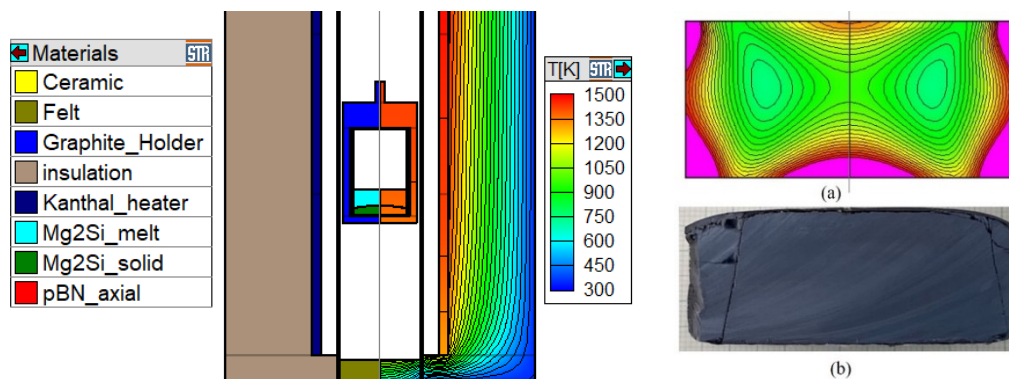 Materials
STR
Ceramic
Felt
Graphite_Holder
insulation
Kanthal_heater
Mg2Si_melt
Mg2Si_solid
pBN_axial
T[K]
STR
1500
1350
1200
1050
900
750
600
450
300
(a)
(b)